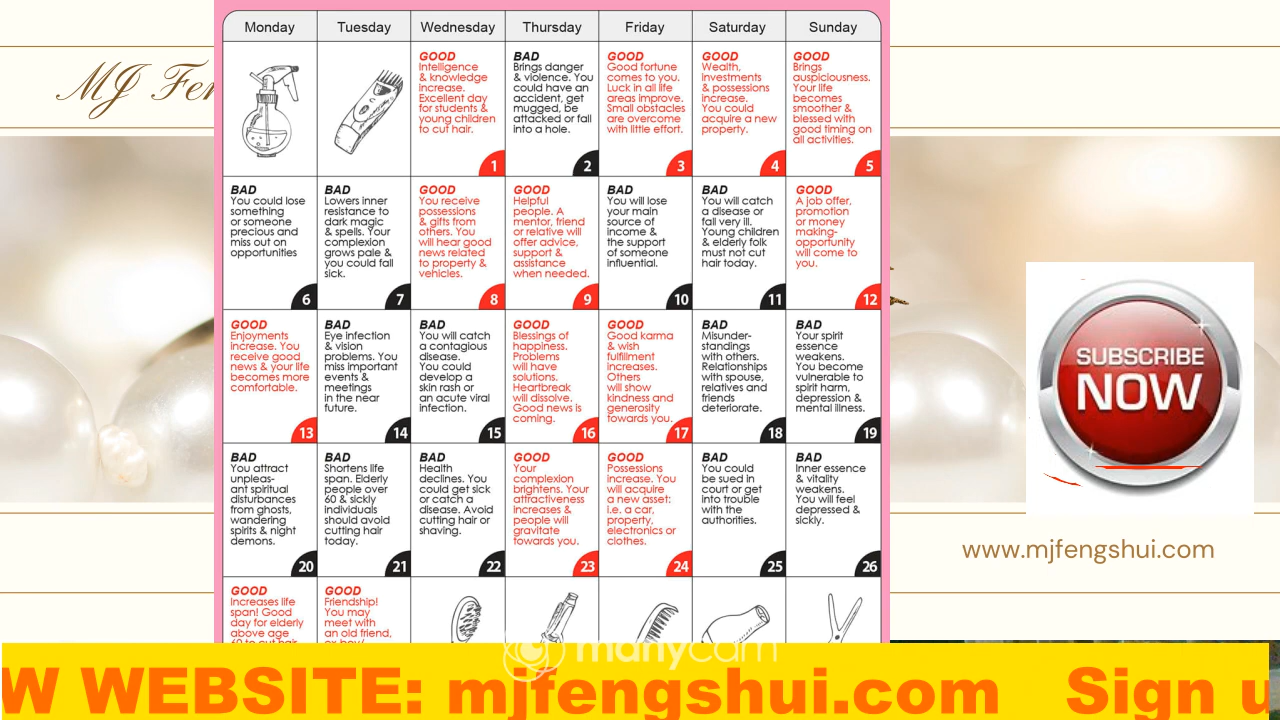 MJ Fen
Monday Tuesday Wednesday Thursday Friday Saturday Sunday
GOOD
Intelligence
& knowledge
increase.
Excellent day
for students &
young children
to cut hair.
1
BAD
Brings danger
& violence. You
could have an
accident, get
mugged, be
attacked or fall
into a hole.
2
GOOD
Good fortune
comes to you.
Luck in all life
areas improve.
Small obstacles
are overcome
with little effort.
3
GOOD
Wealth,
investments
& possessions
increase.
You could
acquire a new
property.
4
GOOD
Brings
auspiciousness.
Your life
becomes
smoother &
blessed with
good timing on
all activities.
5
BAD
You could lose
something
or someone
precious and
miss out on
opportunities
6
BAD
Lowers inner
resistance to
dark magic
& spells. Your
complexion
grows pale &
you could fall
sick.
7
GOOD
You receive
possessions
& gifts from
others. You
will hear good
news related
to property &
vehicles.
8
GOOD
Helpful
people. A
mentor, friend
or relative will
offer advice,
support &
assistance
when needed.
9
BAD
You will lose
your main
source of
income &
the support
of someone
influential.
10
BAD
You will catch
a disease or
fall very ill.
Young children
& elderly folk
must not cut
hair today.
11
GOOD
A job offer,
promotion
or money
making-
opportunity
will come to
you.
12
GOOD
Enjoyments
increase. You
receive good
news & your life
becomes more
comfortable.
13
BAD
Eye infection
& vision
problems. You
miss important
events &
meetings
in the near
future.
14
BAD
You will catch
a contagious
disease.
You could
develop a
skin rash or
an acute viral
infection.
15
GOOD
Blessings of
happiness.
Problems
will have
solutions.
Heartbreak
will dissolve.
Good news is
coming.
16
GOOD
Good karma
& wish
fulfillment
increases.
Others
will show
kindness and
generosity
towards you.
17
BAD
Misunder-
standings
with others.
Relationships
with spouse,
relatives and
friends
deteriorate.
18
BAD
Your spirit
essence
weakens.
You become
vulnerable to
spirit harm,
depression &
mental illness.
19
BAD
You attract
unpleas-
ant spiritual
disturbances
from ghosts,
wandering
spirits & night
demons.
20
BAD
Shortens life
span. Elderly
people over
60 & sickly
individuals
should avoid
cutting hair
today.
21
BAD
Health
declines. You
could get sick
or catch a
disease. Avoid
cutting hair or
shaving.
22
GOOD
Your
complexion
brightens. Your
attractiveness
increases &
people will
gravitate
towards you.
23
GOOD
Possessions
increase. You
will acquire
a new asset:
i.e. a car,
property,
electronics or
clothes.
24
BAD
You could
be sued in
court or get
into trouble
with the
authorities.
25
BAD
Inner essence
& vitality
weakens.
You will feel
depressed &
sickly.
26
GOOD
Increases life
span! Good
day for elderly
above age
GOOD
Friendship!
You may
meet with
an old friend,
SUBSCRIBE
NOW
www.mjfengshui.com
manycam
W WEBSITE: mjfengshui.com Sign u